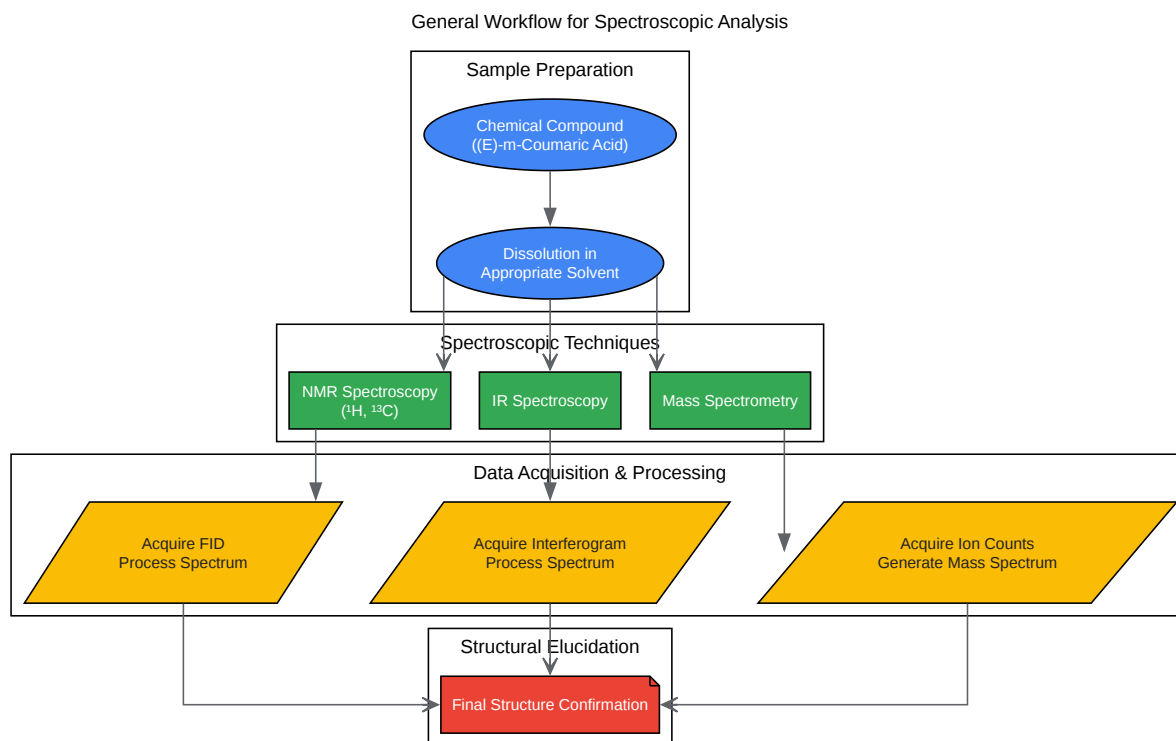 General Workflow for Spectroscopic Analysis
Sample Preparation
Chemical Compound
((E)-m-Coumaric Acid)
Dissolution in
Appropriate Solvent
Spectroscopic Techniques
NMR Spectroscopy
(¹H, ¹³C)
IR Spectroscopy
Mass Spectrometry
Data Acquisition & Processing
Acquire FID
Process Spectrum
Acquire Interferogram
Process Spectrum
Acquire Ion Counts
Generate Mass Spectrum
Structural Elucidation
Final Structure Confirmation